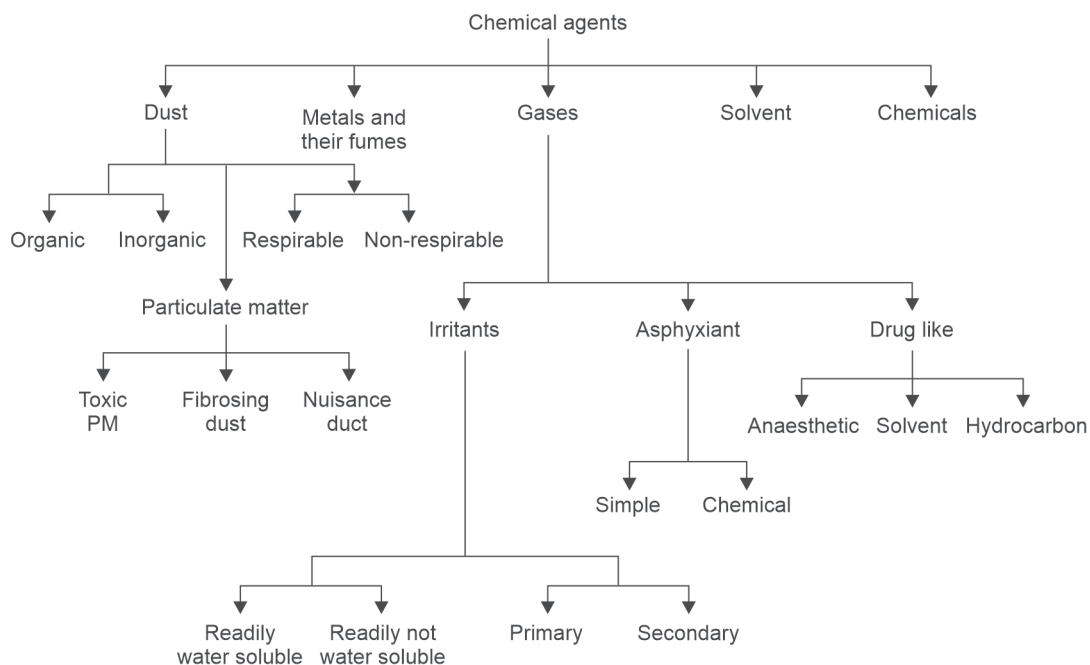 Chemical agents
Dust
Metals and
their fumes
Gases
Solvent
Chemicals
Organic
Inorganic
Respirable
Non-respirable
Particulate matter
Toxic
PM
Fibrosing
dust
Nuisance
duct
Irritants
Asphyxiant
Drug like
Anaesthetic
Solvent
Hydrocarbon
Simple
Chemical
Readily
water soluble
Readily not
water soluble
Primary
Secondary